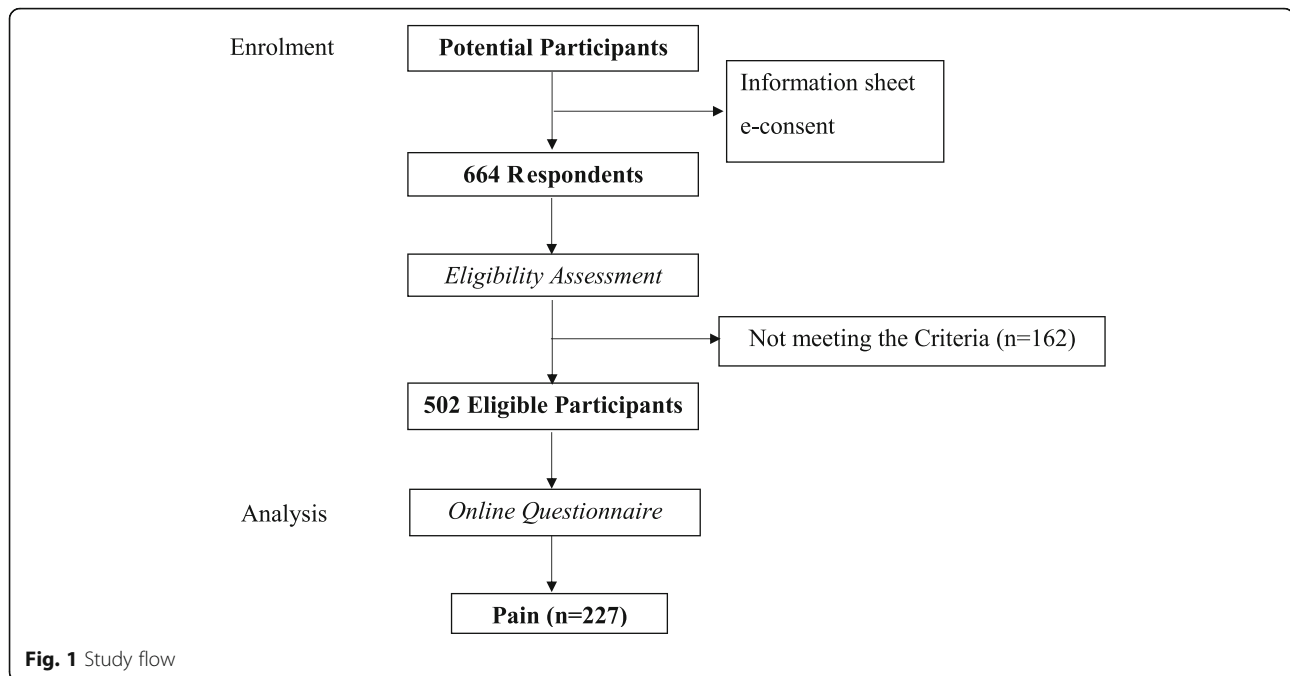 Enrolment
Potential Participants
Information sheet
e-consent
664 Respondents
Eligibility Assessment
Not meeting the Criteria (n=162)
502 Eligible Participants
Analysis
Online Questionnaire
Pain (n=227)
Fig. 1 Study flow